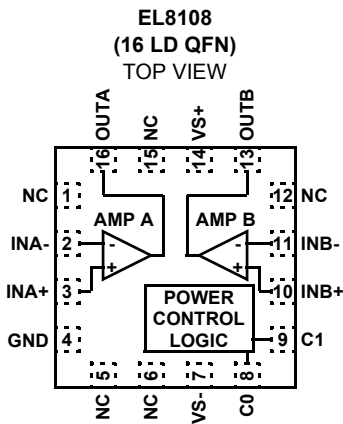 EL8108
(16 LD QFN)
TOP VIEW
OUTA
NC
VS+
OUTB
16
15
14
13
NC 1
12 NC
AMP A
AMP B
INA- 2
-
-
11 INB-
INA+ 3
+
+
10 INB+
POWER
CONTROL
LOGIC
GND 4
9 C1
5
6
7
8
NC
NC
VS-
C0